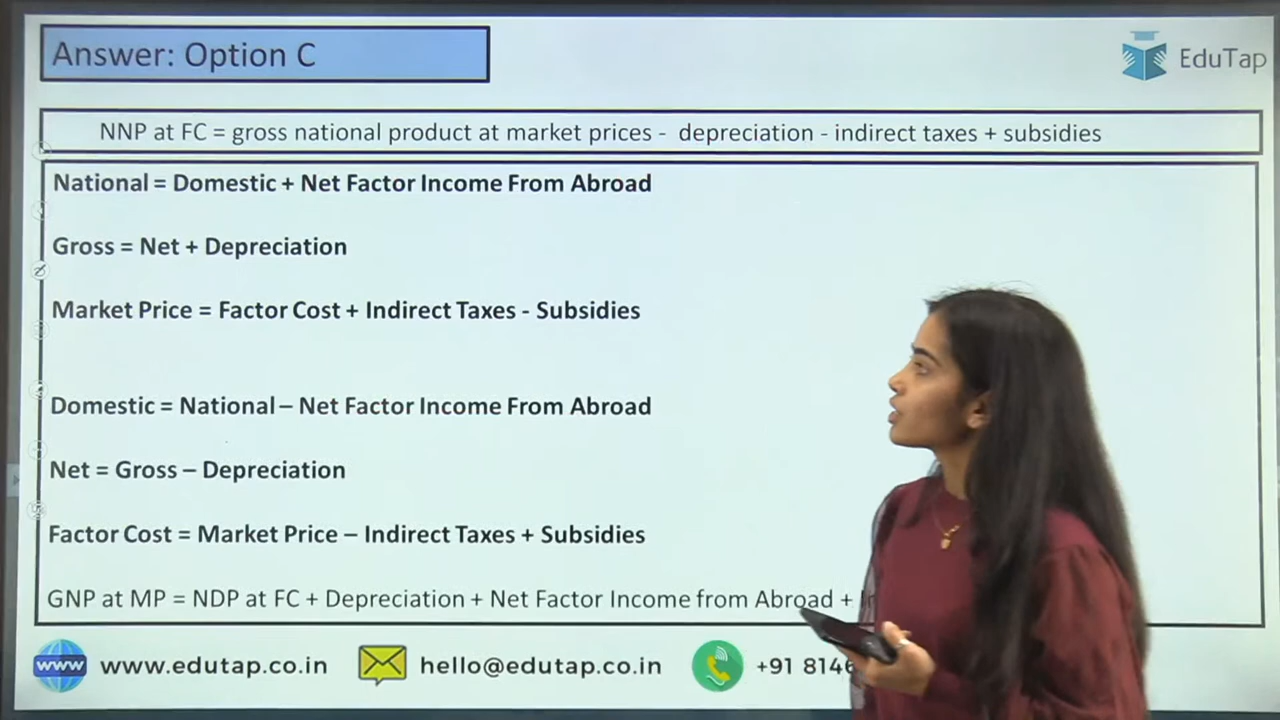 Answer: Option C
EduTap
NNP at FC = gross national product at market prices - depreciation - indirect taxes + subsidies
National = Domestic + Net Factor Income From Abroad
Gross = Net + Depreciation
Market Price = Factor Cost + Indirect Taxes - Subsidies
Domestic = National – Net Factor Income From Abroad
Net = Gross – Depreciation
Factor Cost = Market Price – Indirect Taxes + Subsidies
GNP at MP = NDP at FC + Depreciation + Net Factor Income from Abroad +
www www.edutap.co.in hello@edutap.co.in +91 8146